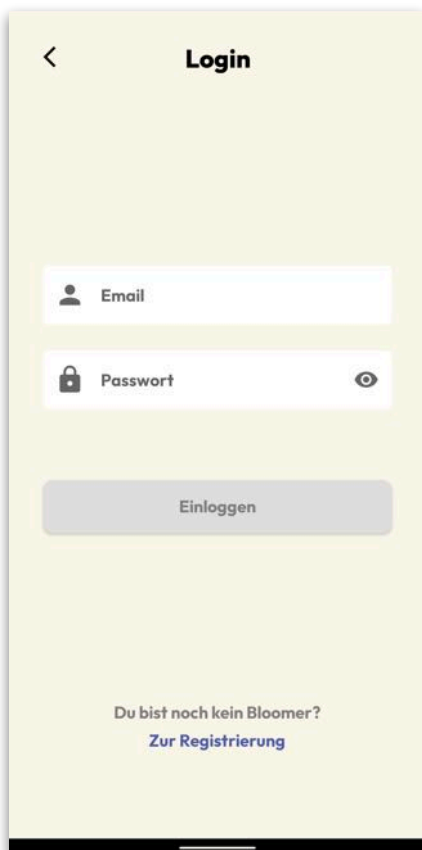 Login
Email
Passwort
Einloggen
Du bist noch kein Bloomer?
Zur Registrierung